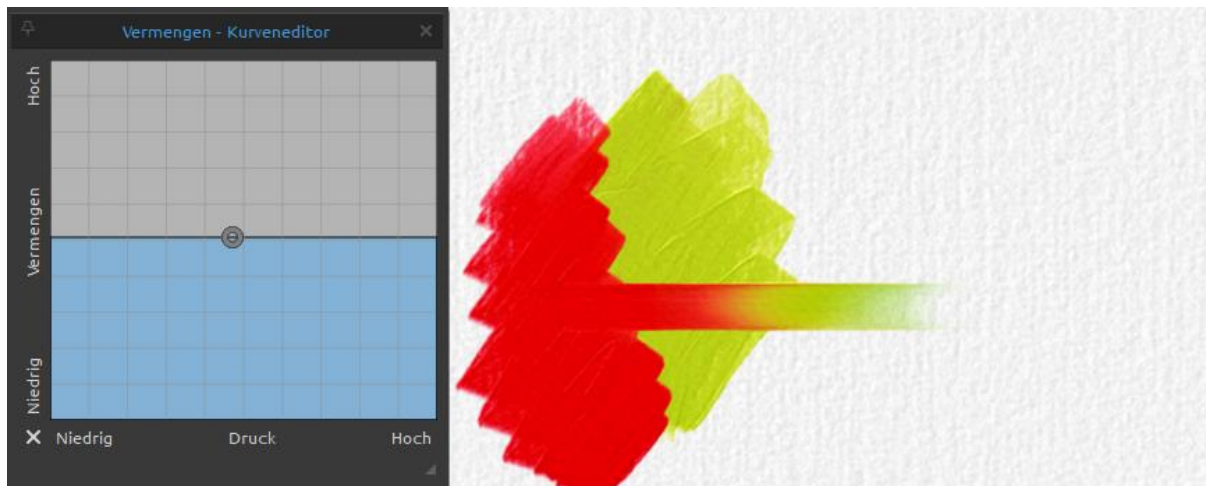 Vermengen - Kurveneditor
Hoch
Vermengen
Niedrig
Niedrig Druck Hoch